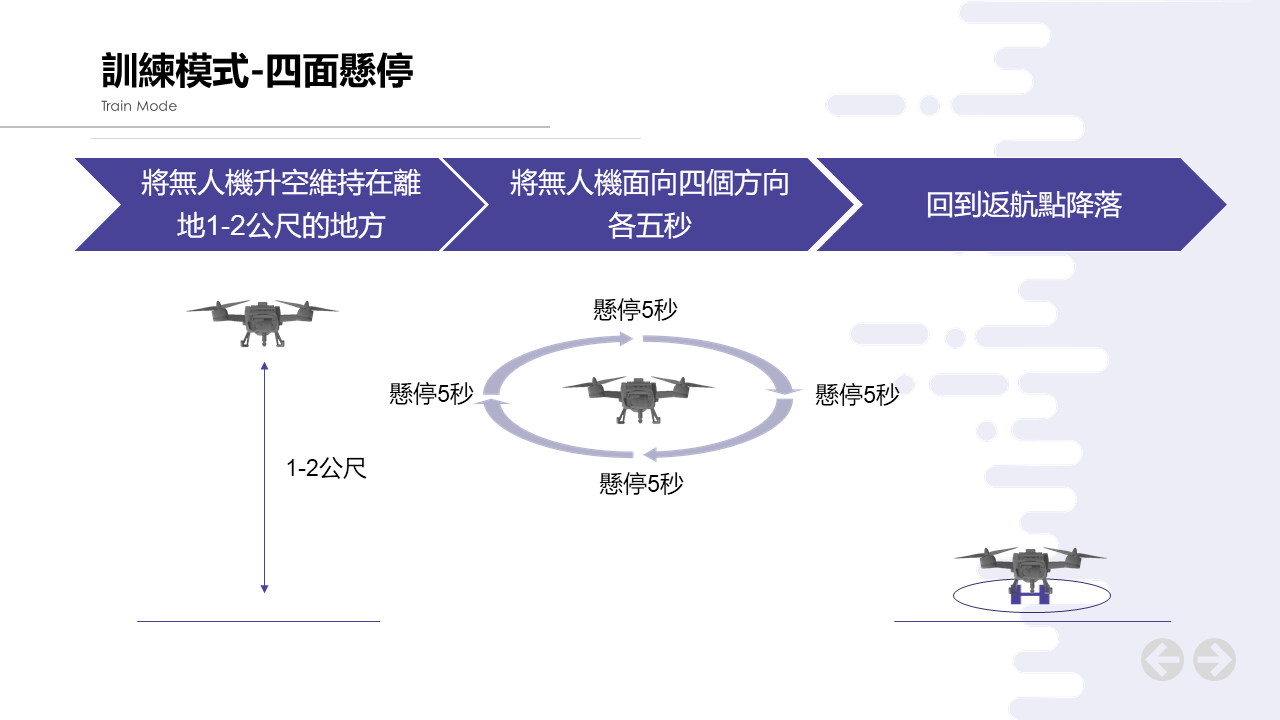 訓練模式-四面懸停
Train Mode
將無人機升空維持在離
地1-2公尺的地方
將無人機面向四個方向
各五秒
回到返航點降落
懸停5秒
懸停5秒
懸停5秒
1-2公尺
懸停5秒
H